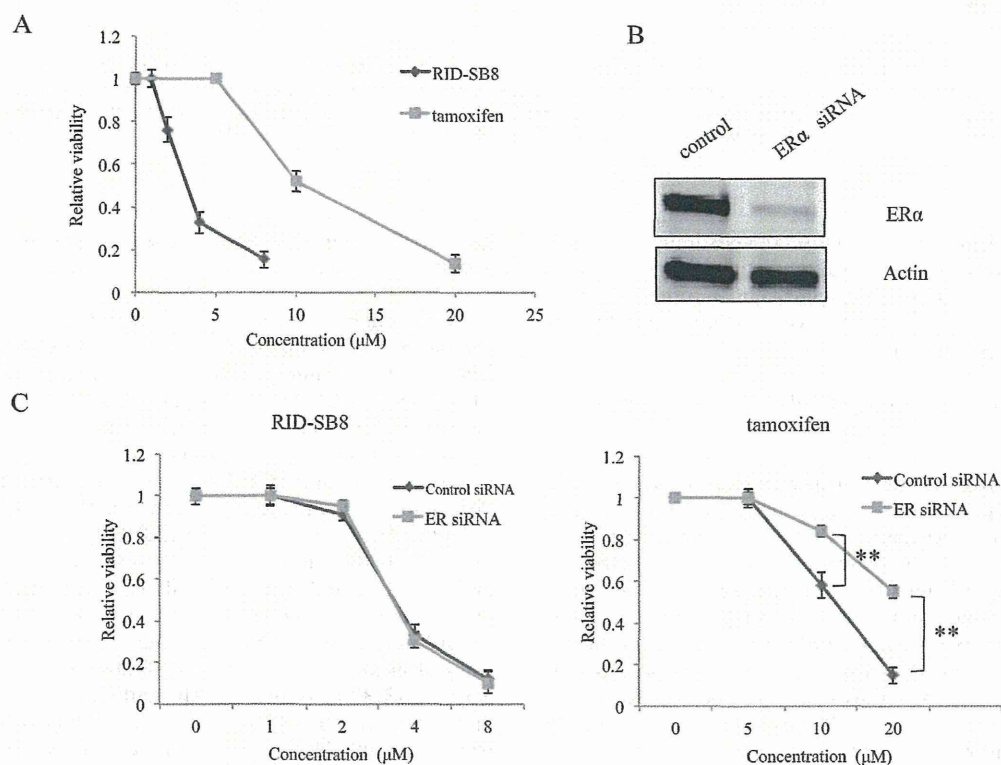 A
1.2
1
0.8
0.6
0.4
0.2
0
Relative viability
0 5 10 15 20 25
Concentration (μM)
RID-SB8
tamoxifen
B
control
ERα siRNA
ERα
Actin
C
RID-SB8
1.2
1
0.8
0.6
0.4
0.2
0
Relative viability
0 1 2 4 8
Concentration (μM)
Control siRNA
ER siRNA
tamoxifen
1.2
1
0.8
0.6
0.4
0.2
0
Relative viability
0 5 10 20
Concentration (μM)
Control siRNA
ER siRNA
**
**